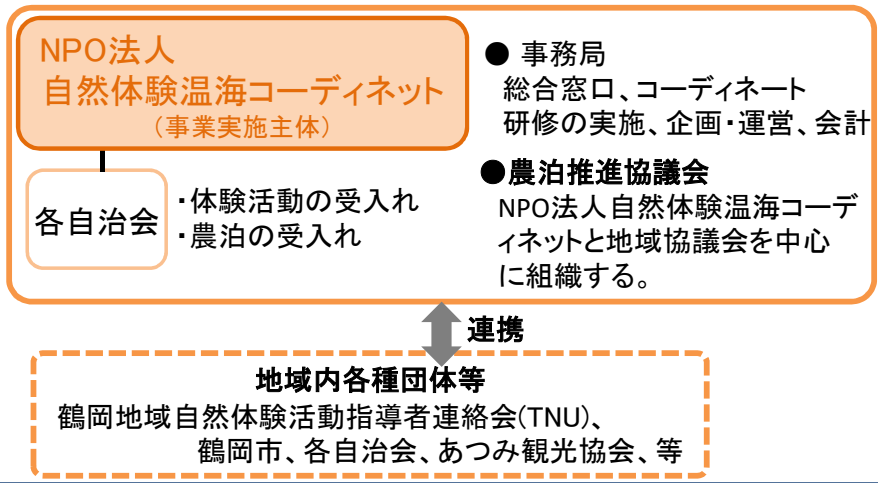 NPO法人
自然体験温海コーディネット
(事業実施主体)
各自治会
・体験活動の受入れ
・農泊の受入れ
● 事務局
総合窓口、コーディネート
研修の実施、企画・運営、会計
●農泊推進協議会
NPO法人自然体験温海コーデ
ィネットと地域協議会を中心
に組織する。
連携
地域内各種団体等
鶴岡地域自然体験活動指導者連絡会(TNU)、
鶴岡市、各自治会、あつみ観光協会、等